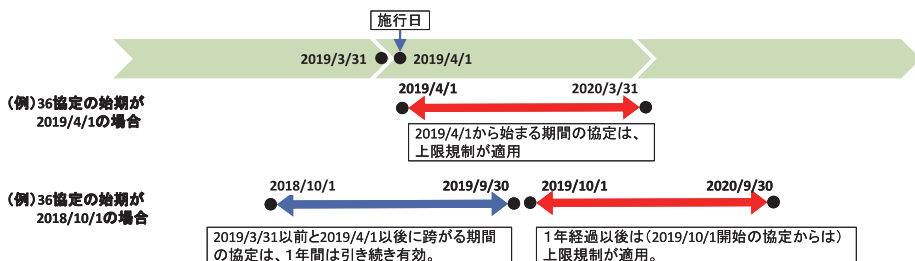 施行日
2019/3/31 2019/4/1
(例)36協定の始期が
2019/4/1の場合
2019/4/1 2020/3/31
2019/4/1から始まる期間の協定は、
上限規制が適用
(例)36協定の始期が
2018/10/1の場合
2018/10/1 2019/9/30 2019/10/1 2020/9/30
2019/3/31以前と2019/4/1以後に跨がる期間
の協定は、1年間は引き続き有効。
1年経過以後は(2019/10/1開始の協定からは)
上限規制が適用。